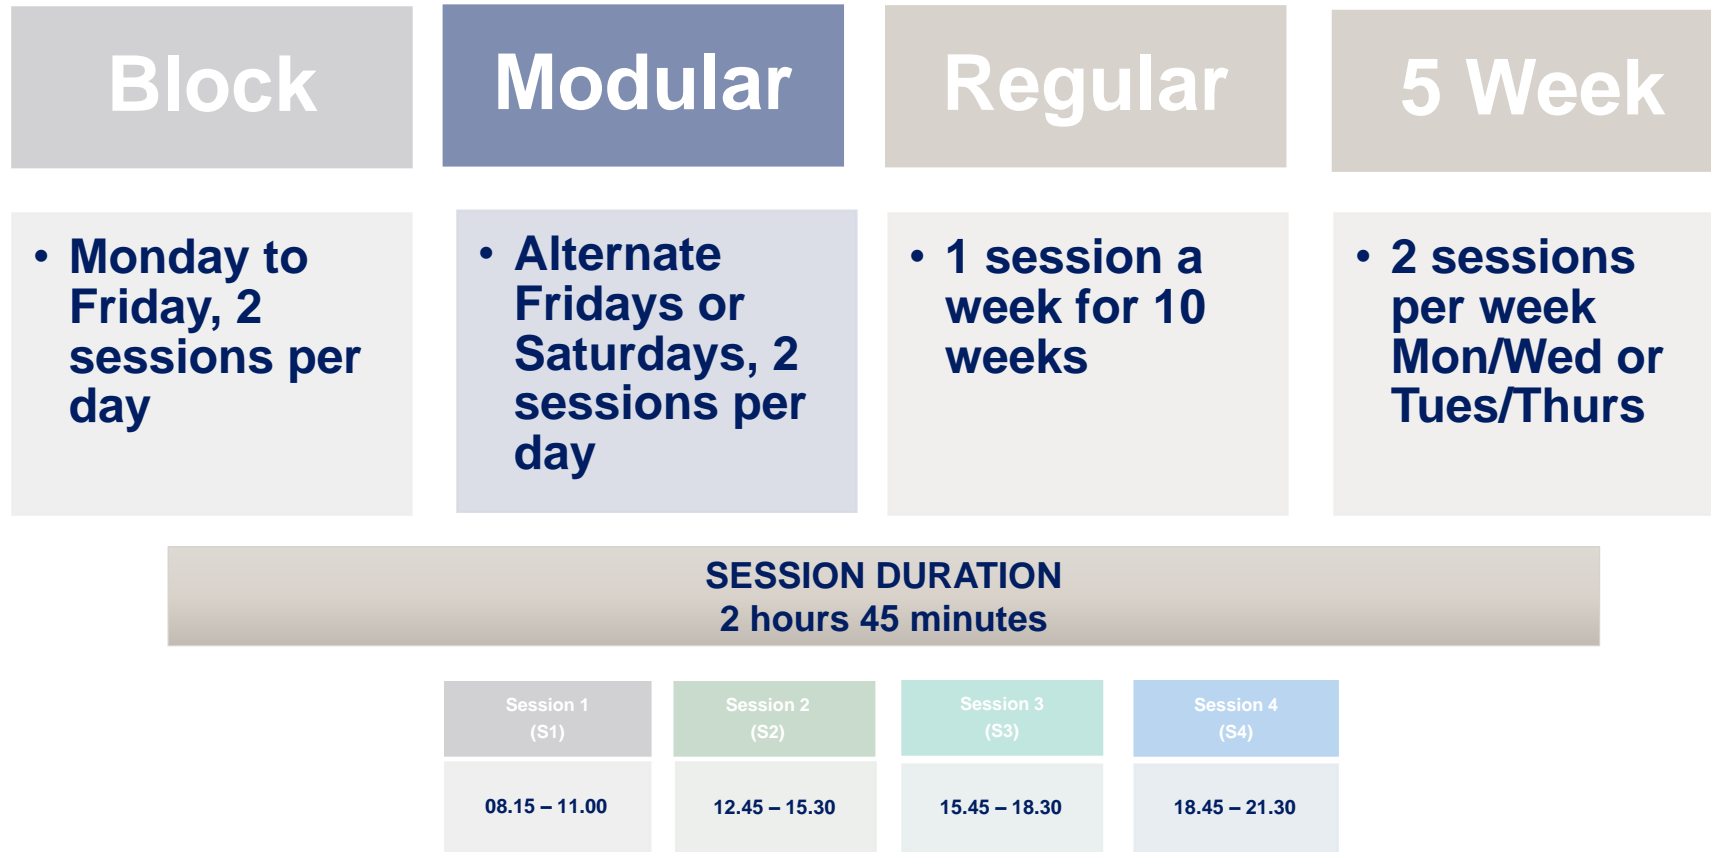 Block
Modular
Regular
5 Week
• Monday to
Friday, 2
sessions per
day
• Alternate
Fridays or
Saturdays, 2
sessions per
day
• 1 session a
week for 10
weeks
• 2 sessions
per week
Mon/Wed or
Tues/Thurs
SESSION DURATION
2 hours 45 minutes
Session 1
(S1)
Session 2
(S2)
Session 3
(S3)
Session 4
(S4)
08.15 – 11.00
12.45 – 15.30
15.45 – 18.30
18.45 – 21.30